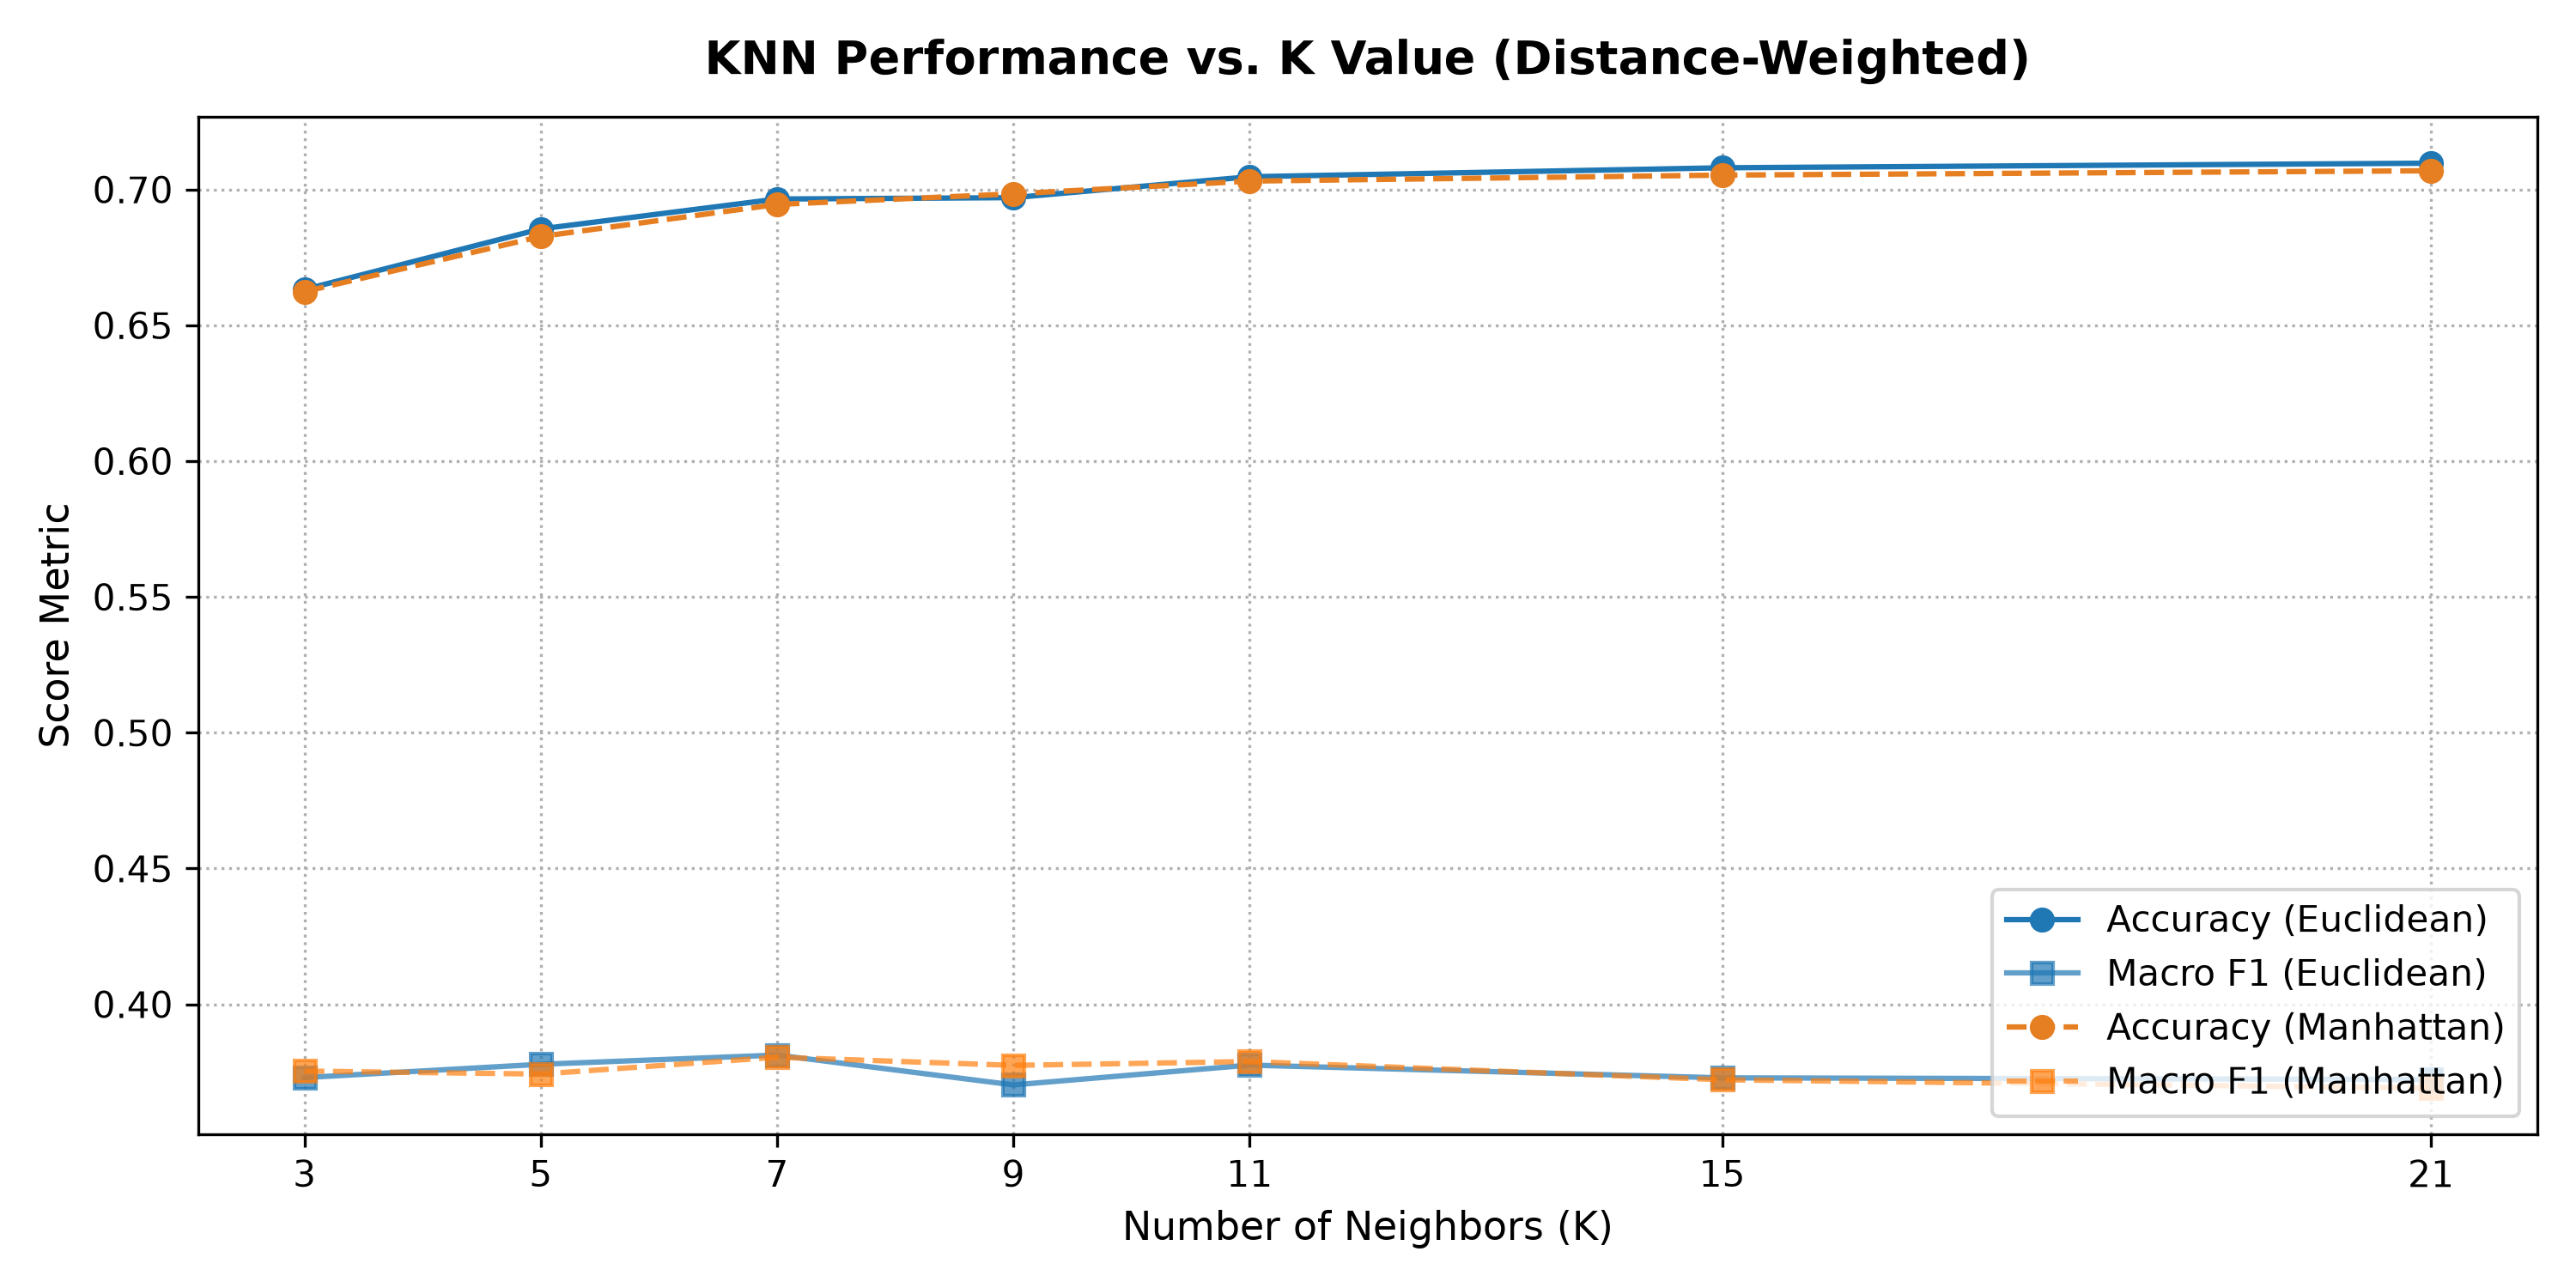 KNN Performance vs. K Value (Distance-Weighted)
Score Metric
0.70
0.65
0.60
0.55
0.50
0.45
0.40
Accuracy (Euclidean)
Macro F1 (Euclidean)
Accuracy (Manhattan)
Macro F1 (Manhattan)
3 5 7 9 11 15 21
Number of Neighbors (K)